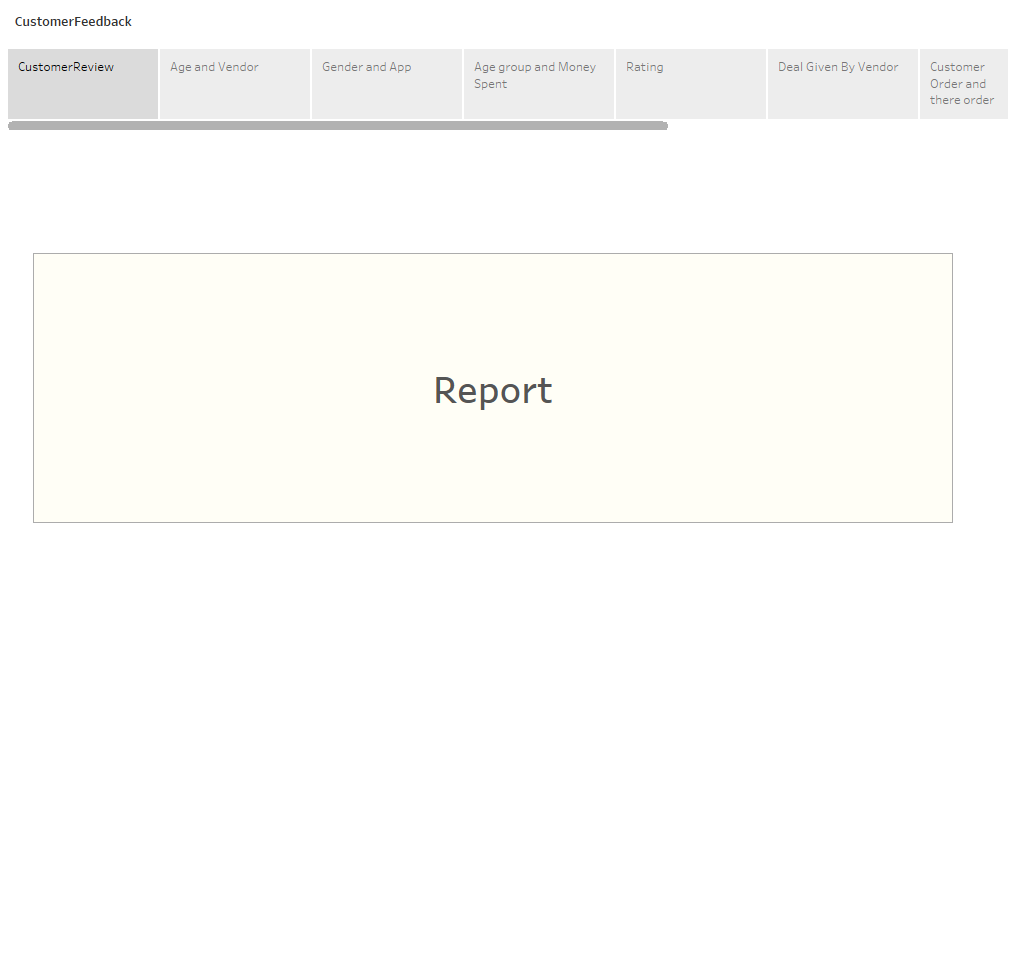 CustomerFeedback
CustomerReview
Age and Vendor
Gender and App
Age group and Money
Spent
Rating
Deal Given By Vendor
Customer
Order and
there order
Report